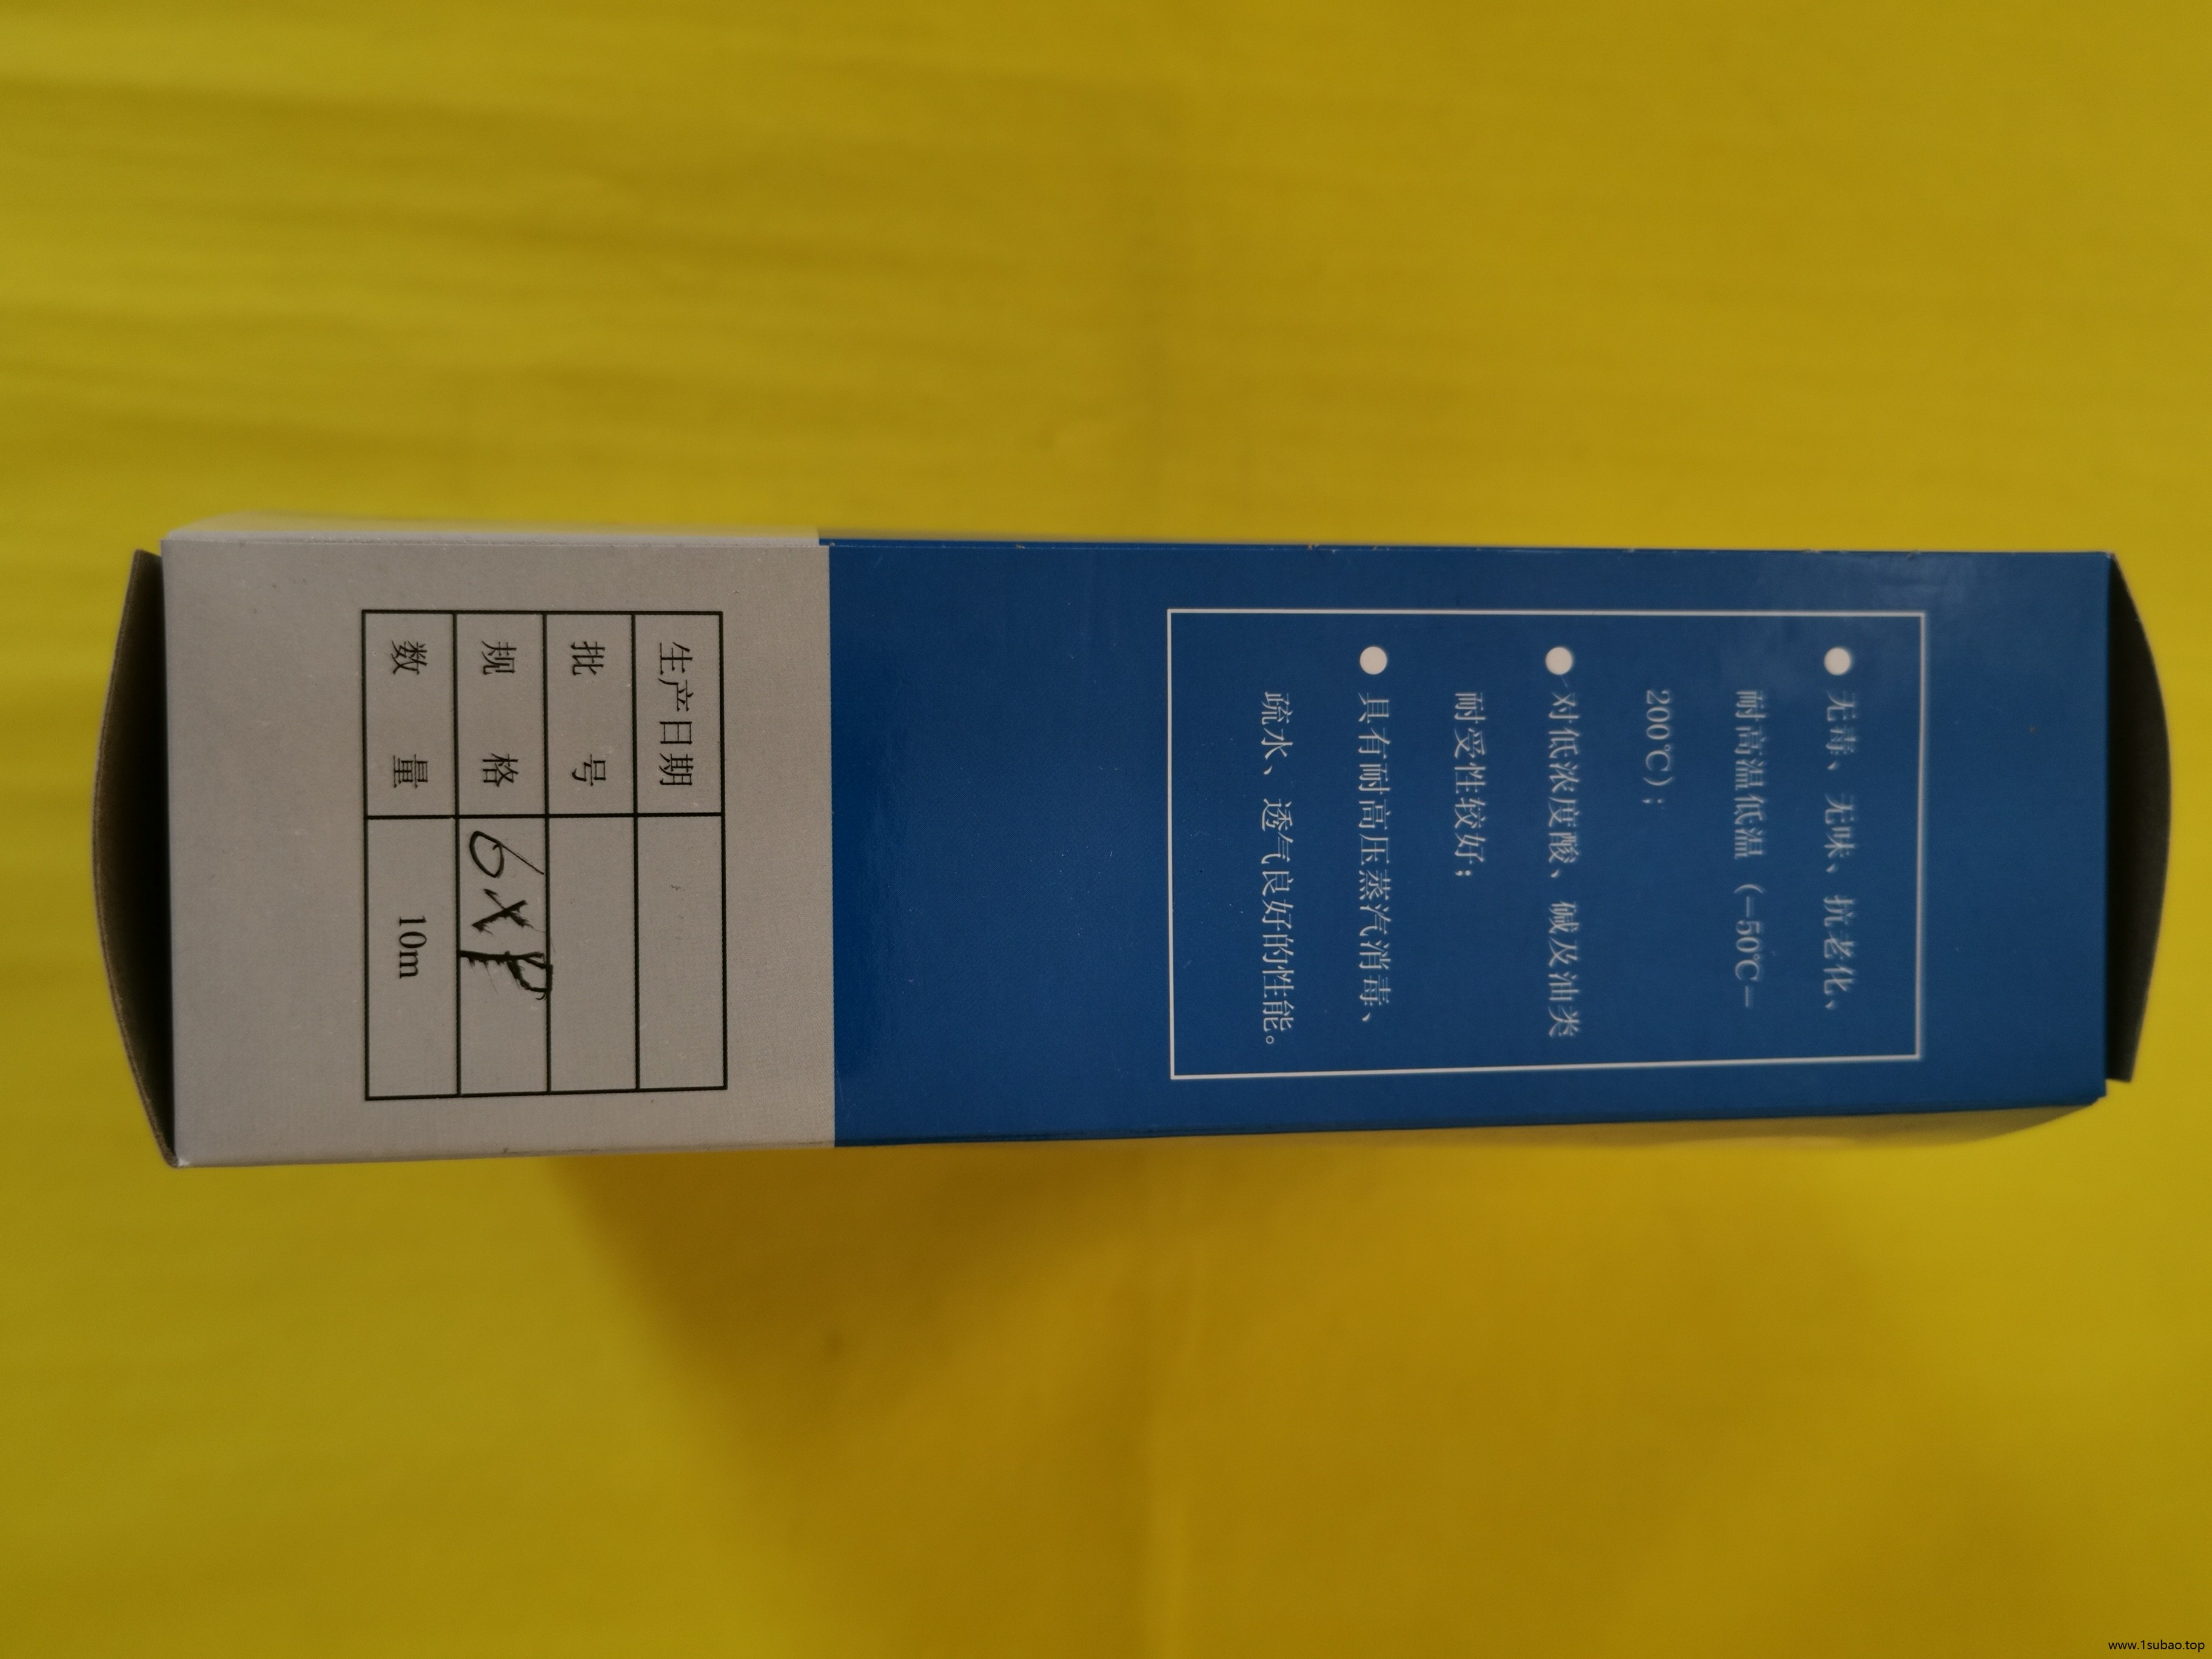 ● 无毒、无味、抗老化、
耐高温低温（-50℃-
200℃）；
● 对低浓度酸、碱及油类
耐受性较好；
● 具有耐高压蒸汽消毒、
疏水、透气良好的性能。
生产日期
批 号
规 格
数 量 10m
www.1subao.top